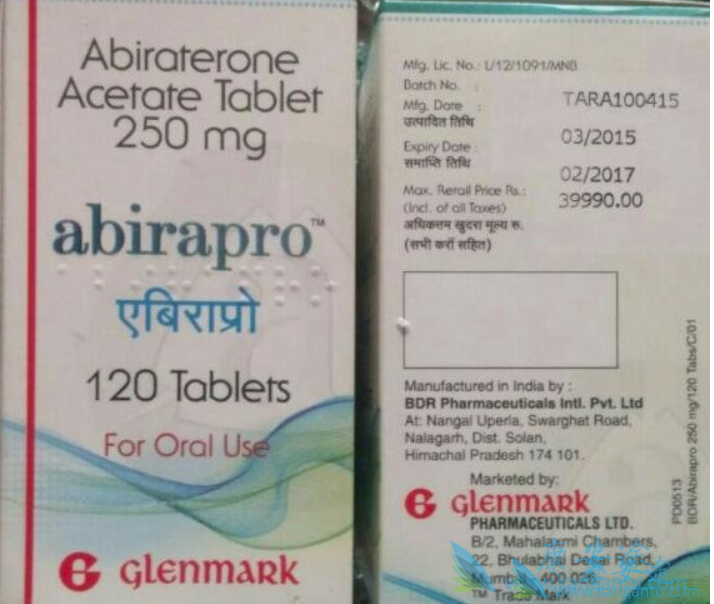 Abiraterone
Acetate Tablet
250 mg
abirapro™
एबिराप्रो
120 Tablets
For Oral Use
G glenmark
Mfg. Lic. No.: L/12/1091/MNB
Batch No. : TARA100415
Mfg. Date :
उत्पादित तिथि 03/2015
Expiry Date :
समाप्ति तिथि 02/2017
Max. Retail Price Rs.: 39990.00
(Incl. of all Taxes)
अधिकतम खुदरा मूल्य रु.
(सभी करों सहित)
Manufactured in India by :
BDR Pharmaceuticals Intl. Pvt. Ltd
At: Nangal Uperla, Swarghat Road,
Nalagarh, Dist. Solan,
Himachal Pradesh 174 101.
Marketed by:
G glenmark
PHARMACEUTICALS LTD.
B/2, Mahalaxmi Chambers,
22, Bhulabhai Desai Road,
Mumbai - 400 026.
™ Trade Mark
PD0513
BDR/Abirapro 250 mg/120 Tabs/C/01